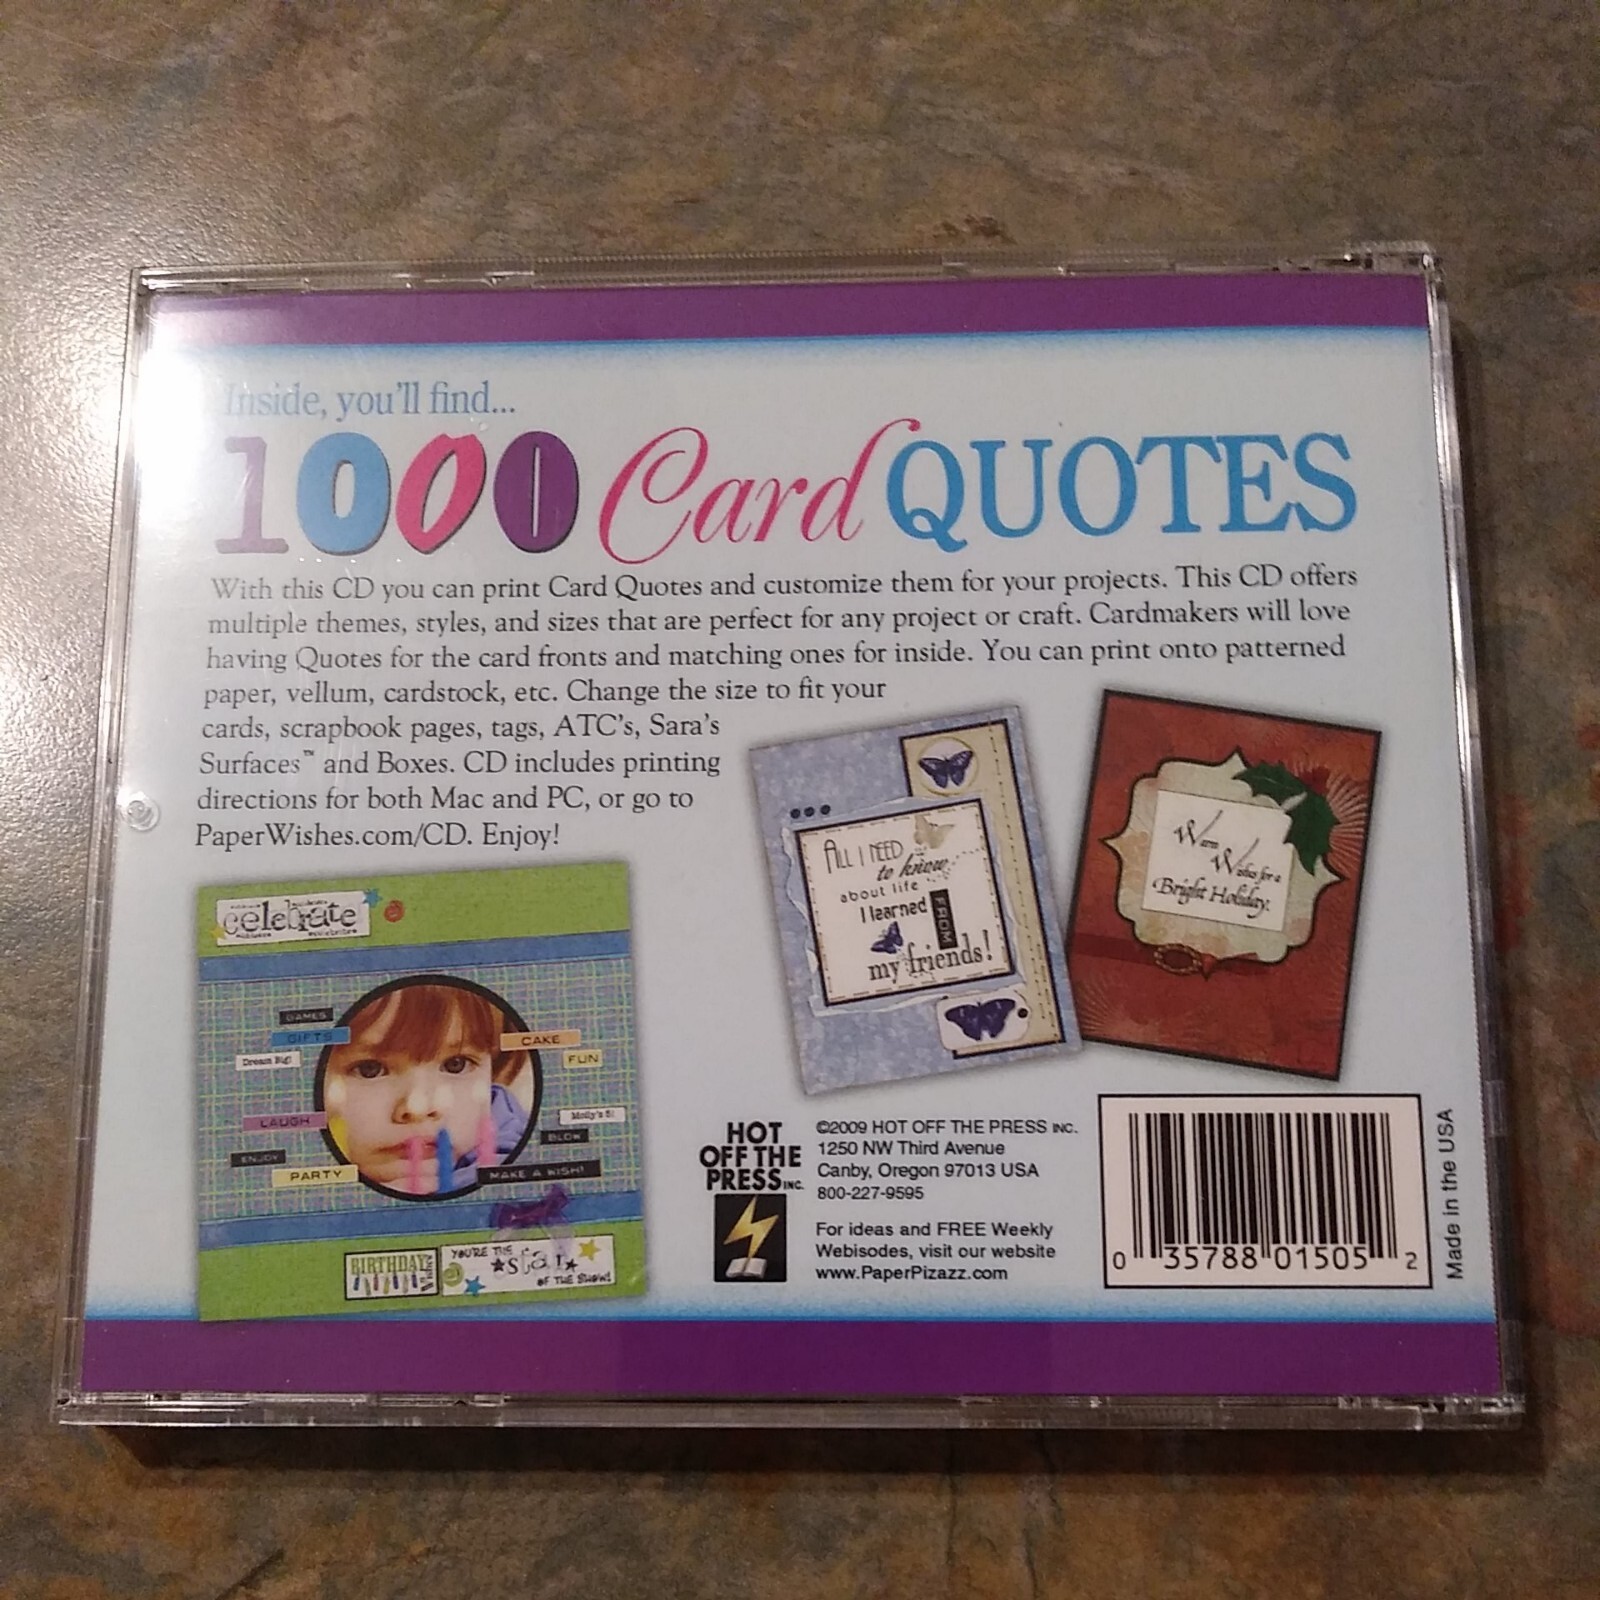 Inside, you'll find...
1000 Card QUOTES
With this CD you can print Card Quotes and customize them for your projects. This CD offers
multiple themes, styles, and sizes that are perfect for any project or craft. Cardmakers will love
having Quotes for the card fronts and matching ones for inside. You can print onto patterned
paper, vellum, cardstock, etc. Change the size to fit your
cards, scrapbook pages, tags, ATC's, Sara's
Surfaces™ and Boxes. CD includes printing
directions for both Mac and PC, or go to
PaperWishes.com/CD. Enjoy!
celebrate
GAMES
GIFTS
Dream Big!
LAUGH
ENJOY
PARTY
CAKE
FUN
Molly's 5!
BLOW
MAKE A WISH!
BIRTHDAY
Wishes
YOU'RE THE
star
OF THE SHOW!
ALL I NEED
to know
about life
I learned
FROM
my friends!
Warm
Wishes for a
Bright Holiday.
HOT
OFF THE
PRESS INC.
©2009 HOT OFF THE PRESS INC.
1250 NW Third Avenue
Canby, Oregon 97013 USA
800-227-9595
For ideas and FREE Weekly
Webisodes, visit our website
www.PaperPizazz.com
0 35788 01505 2
Made in the USA